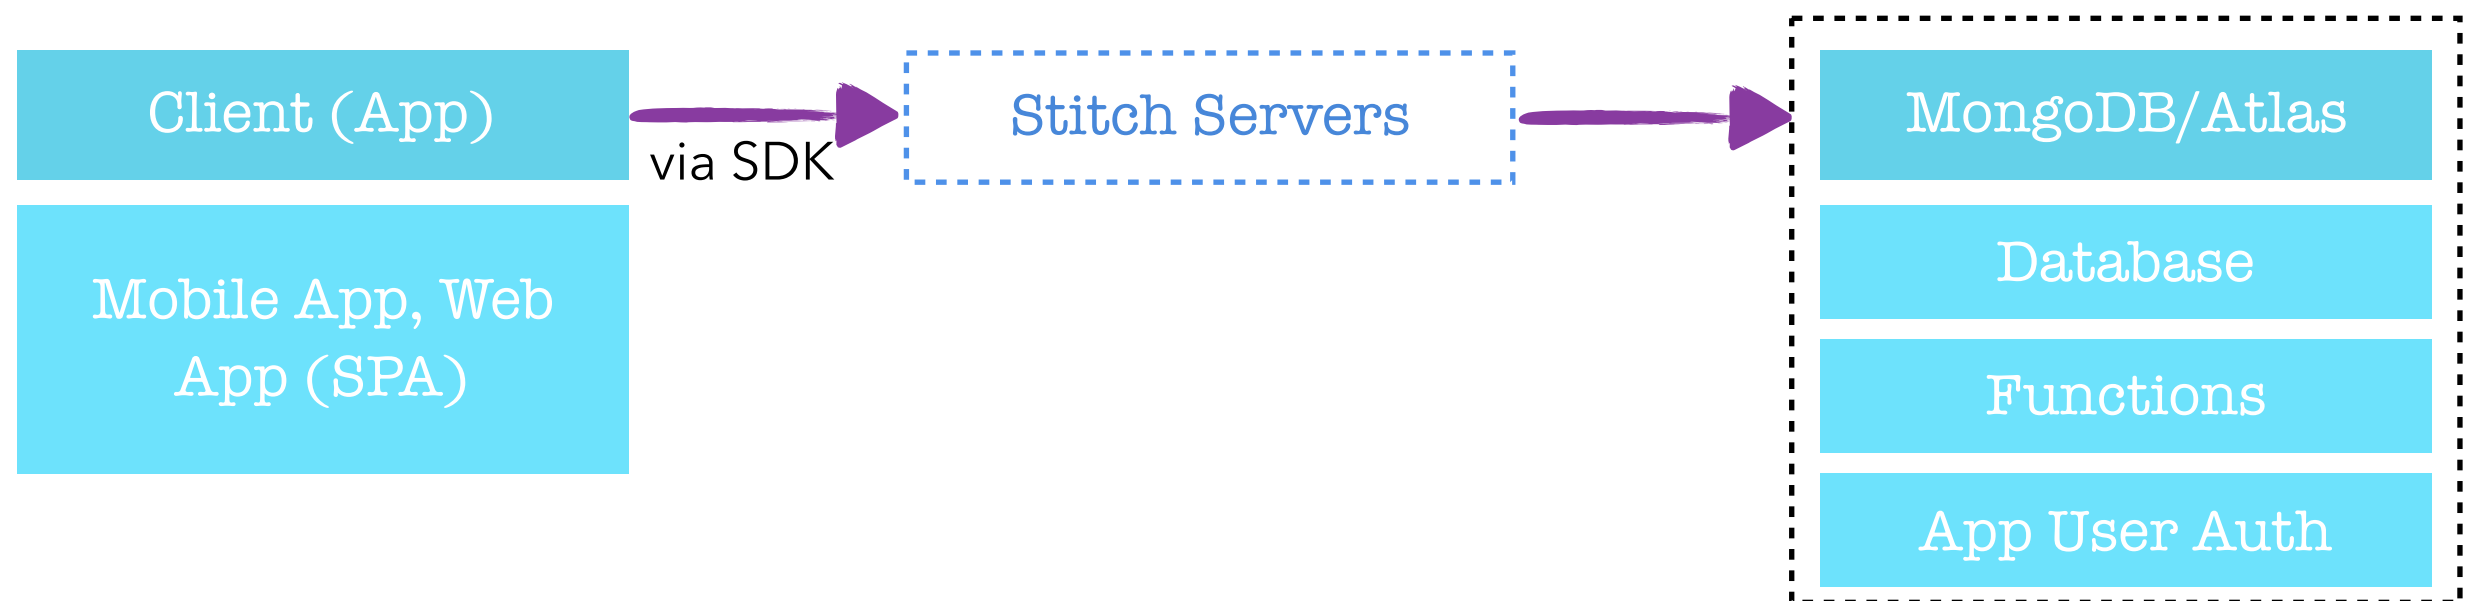 Client (App)
via SDK
Stitch Servers
MongoDB/Atlas
Mobile App, Web
App (SPA)
Database
Functions
App User Auth